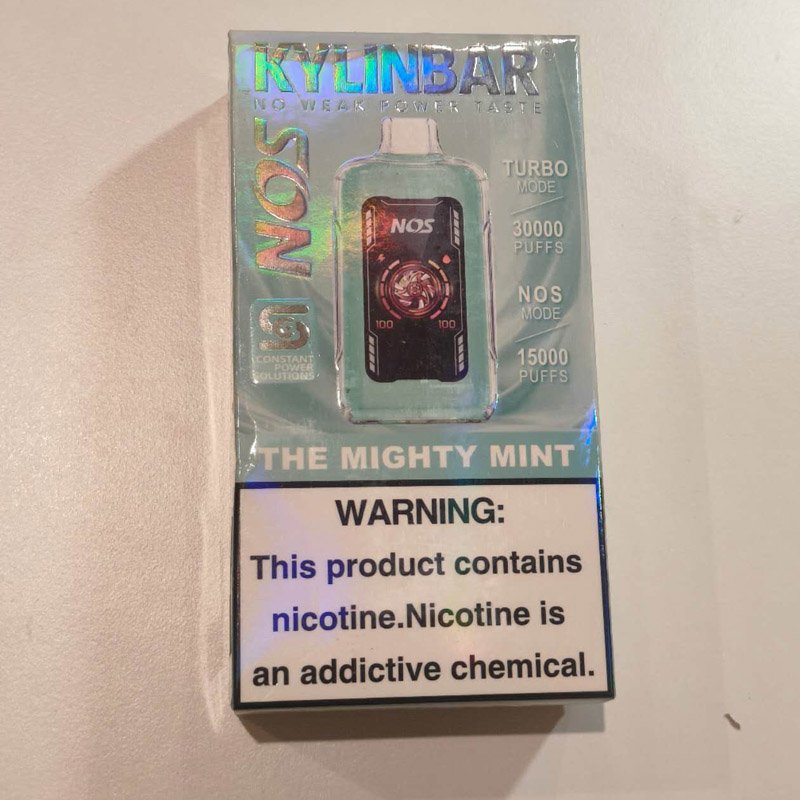 KYLINBAR
NO WEAK POWER TASTE
NOS
TURBO
MODE
30000
PUFFS
NOS
MODE
15000
PUFFS
NOS
100 100
CONSTANT
POWER
SOLUTIONS
THE MIGHTY MINT
WARNING:
This product contains
nicotine.Nicotine is
an addictive chemical.